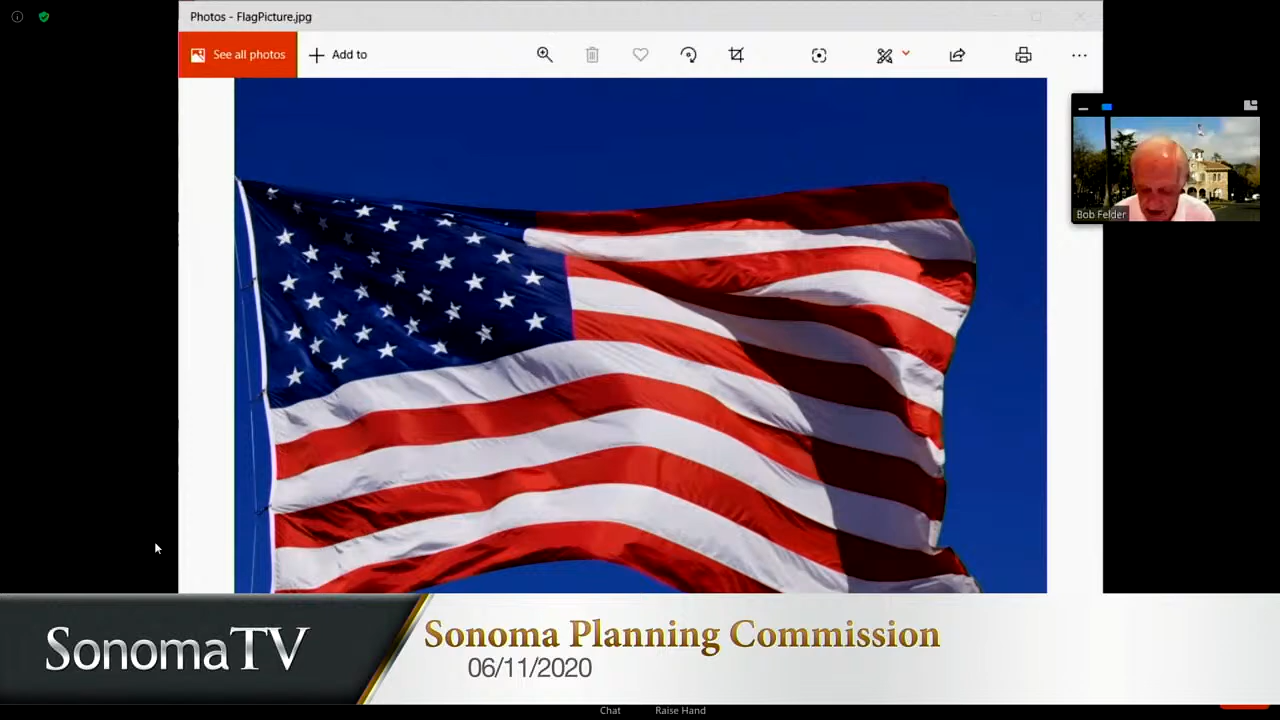 Photos - FlagPicture.jpg
See all photos
Add to
Bob Felder
SonomaTV
Sonoma Planning Commission
06/11/2020
Chat
Raise Hand